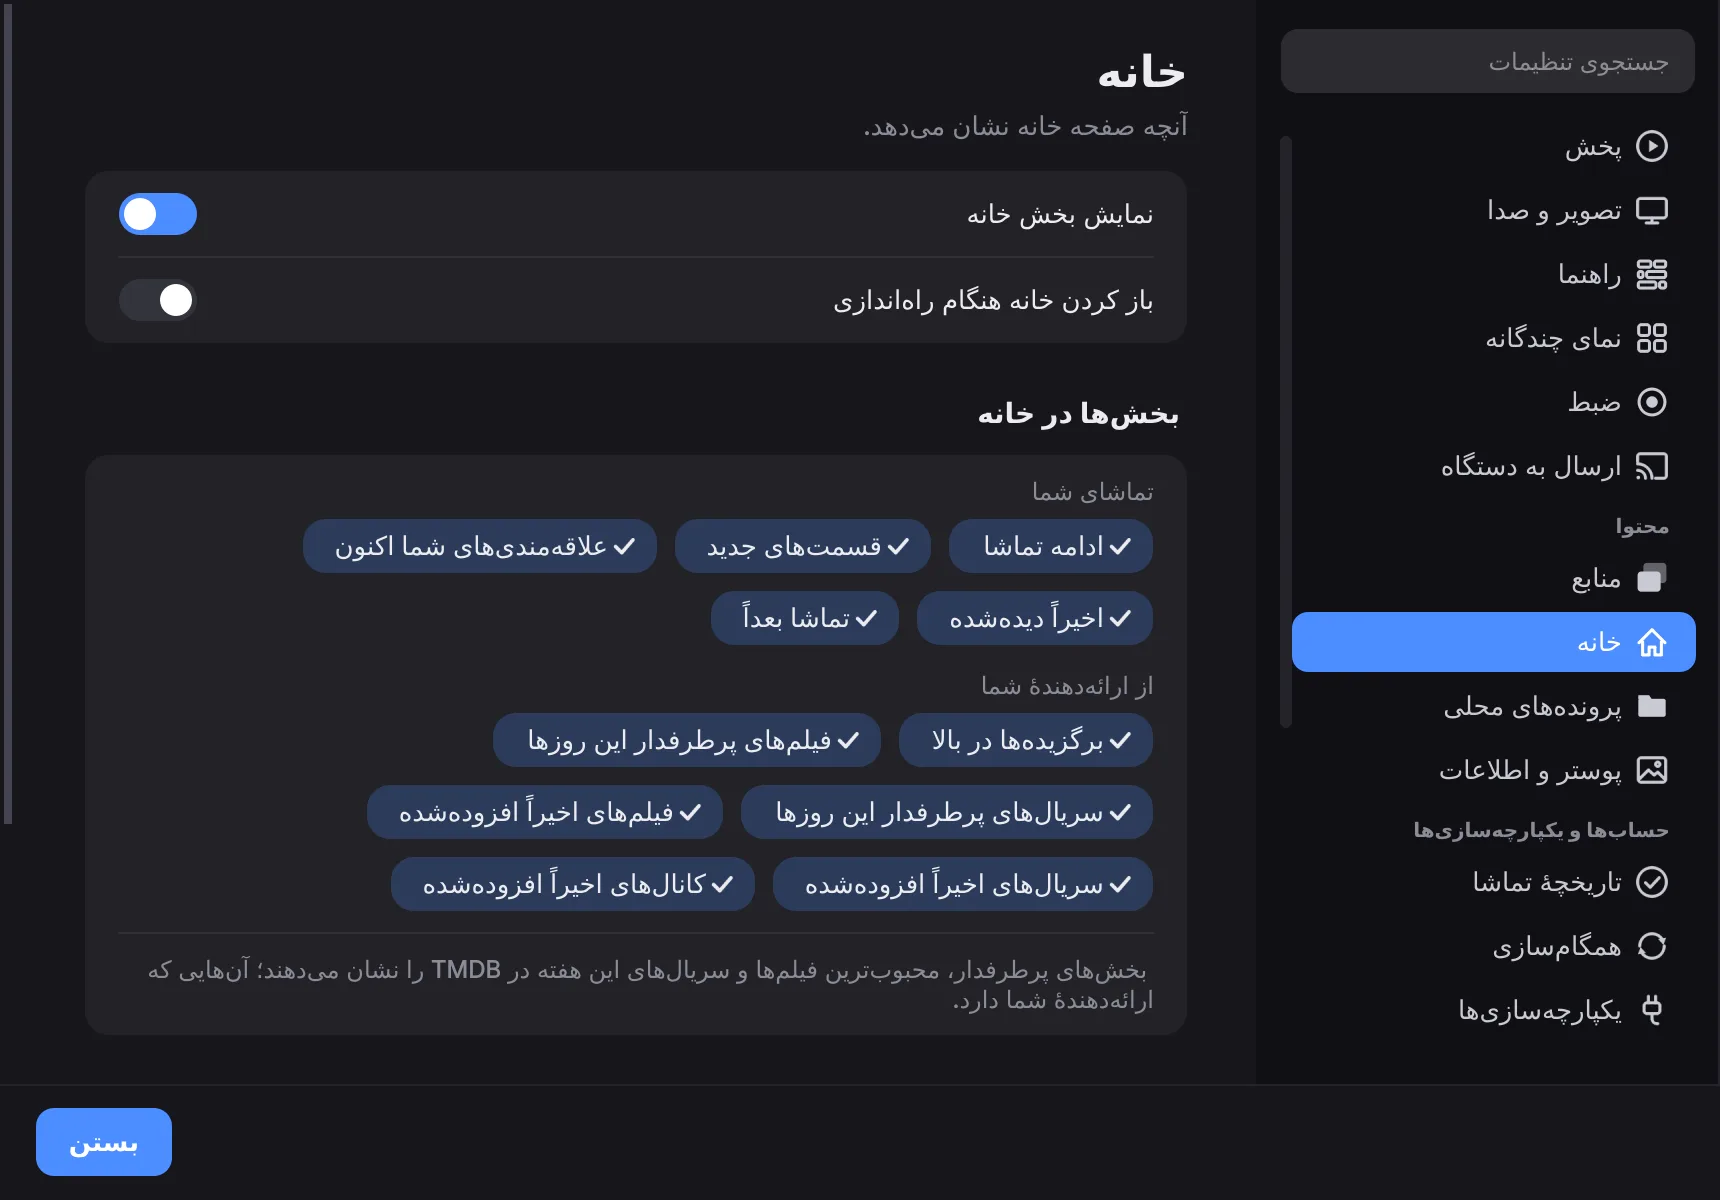 جستجوی تنظیمات
پخش
تصویر و صدا
راهنما
نمای چندگانه
ضبط
ارسال به دستگاه
محتوا
منابع
خانه
پرونده‌های محلی
پوستر و اطلاعات
حساب‌ها و یکپارچه‌سازی‌ها
تاریخچهٔ تماشا
همگام‌سازی
یکپارچه‌سازی‌ها
خانه
آنچه صفحه خانه نشان می‌دهد.
نمایش بخش خانه
باز کردن خانه هنگام راه‌اندازی
بخش‌ها در خانه
تماشای شما
ادامه تماشا
قسمت‌های جدید
علاقه‌مندی‌های شما اکنون
اخیراً دیده‌شده
تماشا بعداً
از ارائه‌دهندهٔ شما
برگزیده‌ها در بالا
فیلم‌های پرطرفدار این روزها
سریال‌های پرطرفدار این روزها
فیلم‌های اخیراً افزوده‌شده
سریال‌های اخیراً افزوده‌شده
کانال‌های اخیراً افزوده‌شده
بخش‌های پرطرفدار، محبوب‌ترین فیلم‌ها و سریال‌های این هفته در TMDB را نشان می‌دهند؛ آن‌هایی که
ارائه‌دهندهٔ شما دارد.
بستن